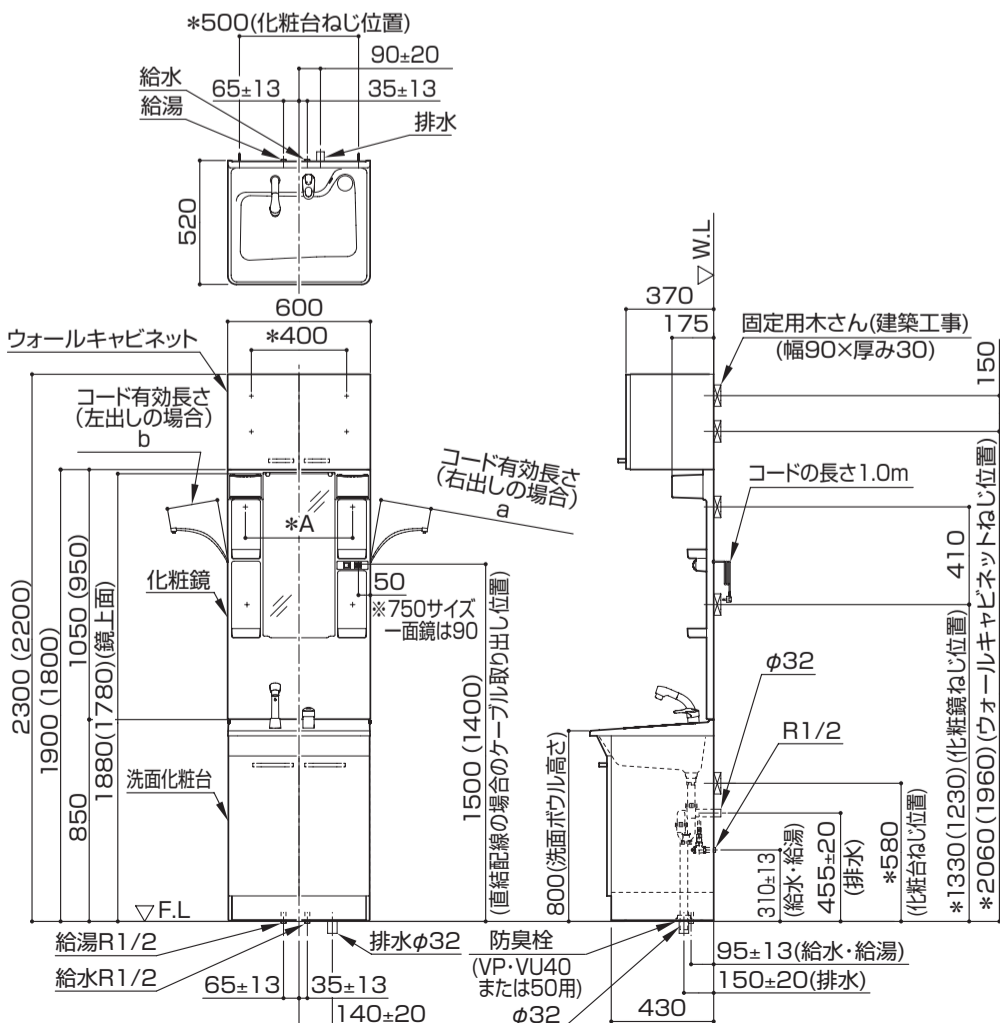 *500(化粧台ねじ位置)
90±20
給水
65±13
35±13
給湯
排水
520
W.L
370
600
175
固定用木さん(建築工事)
(幅90×厚み30)
ウォールキャビネット
*400
150
コード有効長さ
(左出しの場合)
b
コード有効長さ
(右出しの場合)
a
コードの長さ1.0m
*A
化粧鏡
50
※750サイズ
一面鏡は90
410
2300 (2200)
1900 (1800)
1050 (950)
850
1880(1780)(鏡上面)
1500 (1400)
(直結配線の場合のケーブル取り出し位置)
800(洗面ボウル高さ)
φ32
R1/2
洗面化粧台
310±13
(給水・給湯)
455±20
(排水)
*580
(化粧台ねじ位置)
*1330(1230)(化粧鏡ねじ位置)
*2060(1960)(ウォールキャビネットねじ位置)
F.L
給湯R1/2
給水R1/2
排水φ32
防臭栓
(VP・VU40
または50用)
φ32
95±13(給水・給湯)
150±20(排水)
65±13
35±13
140±20
430